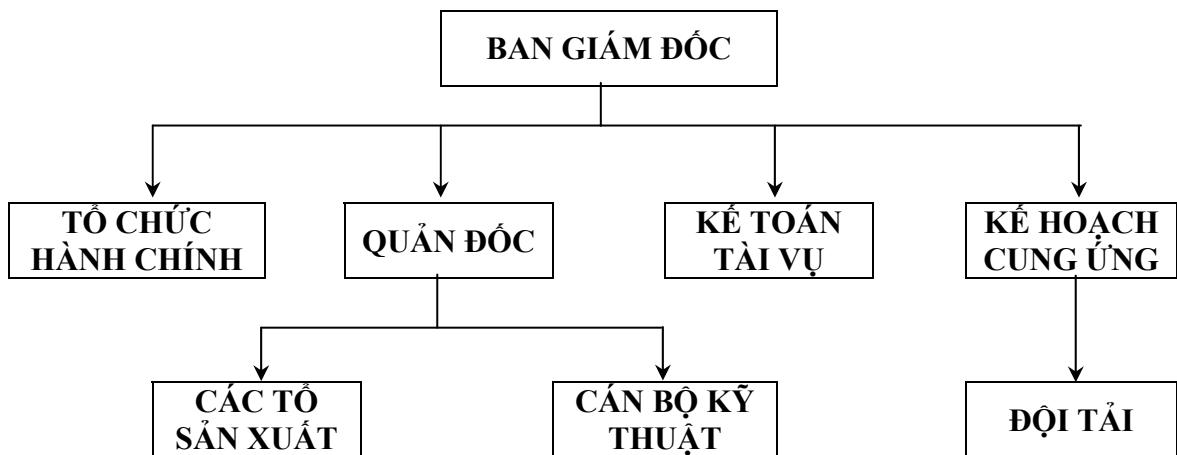 BAN GIÁM ĐỐC
TỔ CHỨC
HÀNH CHÍNH
QUẢN ĐỐC
KẾ TOÁN
TÀI VỤ
KẾ HOẠCH
CUNG ỨNG
CÁC TỔ
SẢN XUẤT
CÁN BỘ KỸ
THUẬT
ĐỘI TẢI